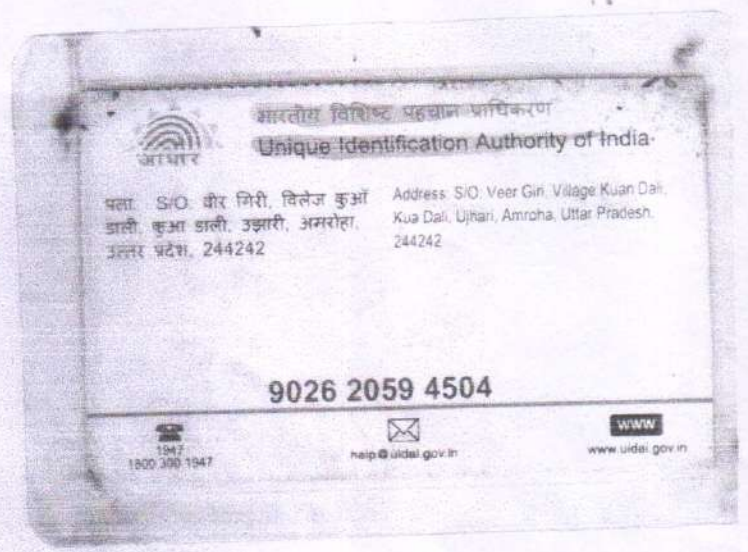 भारतीय विशिष्ट पहचान प्राधिकरण
Unique Identification Authority of India
आधार
पता: S/O: वीर गिरी, विलेज कुआँ
डाली, कुआ डाली, उझारी, अमरोहा,
उत्तर प्रदेश, 244242
Address: S/O: Veer Giri, Village Kuan Dali,
Kua Dali, Ujhari, Amroha, Uttar Pradesh,
244242
9026 2059 4504
1947
1800 300 1947
help@uidai.gov.in
WWW
www.uidai.gov.in